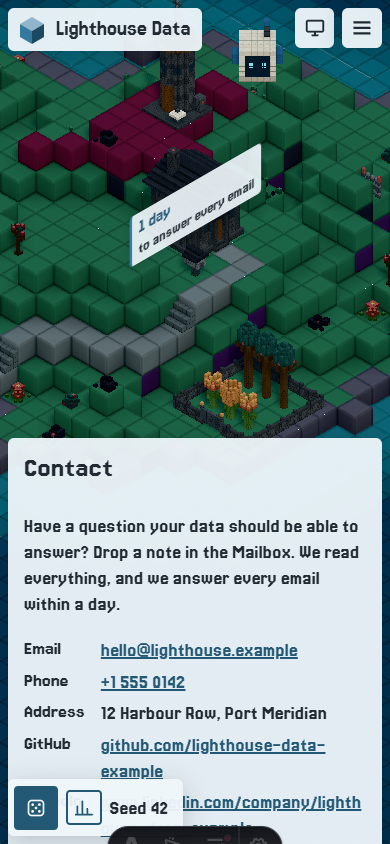 Lighthouse Data
1 day
to answer every email
Contact
Have a question your data should be able to
answer? Drop a note in the Mailbox. We read
everything, and we answer every email
within a day.
Email hello@lighthouse.example
Phone +1 555 0142
Address 12 Harbour Row, Port Meridian
GitHub github.com/lighthouse-data-
example
Seed 42